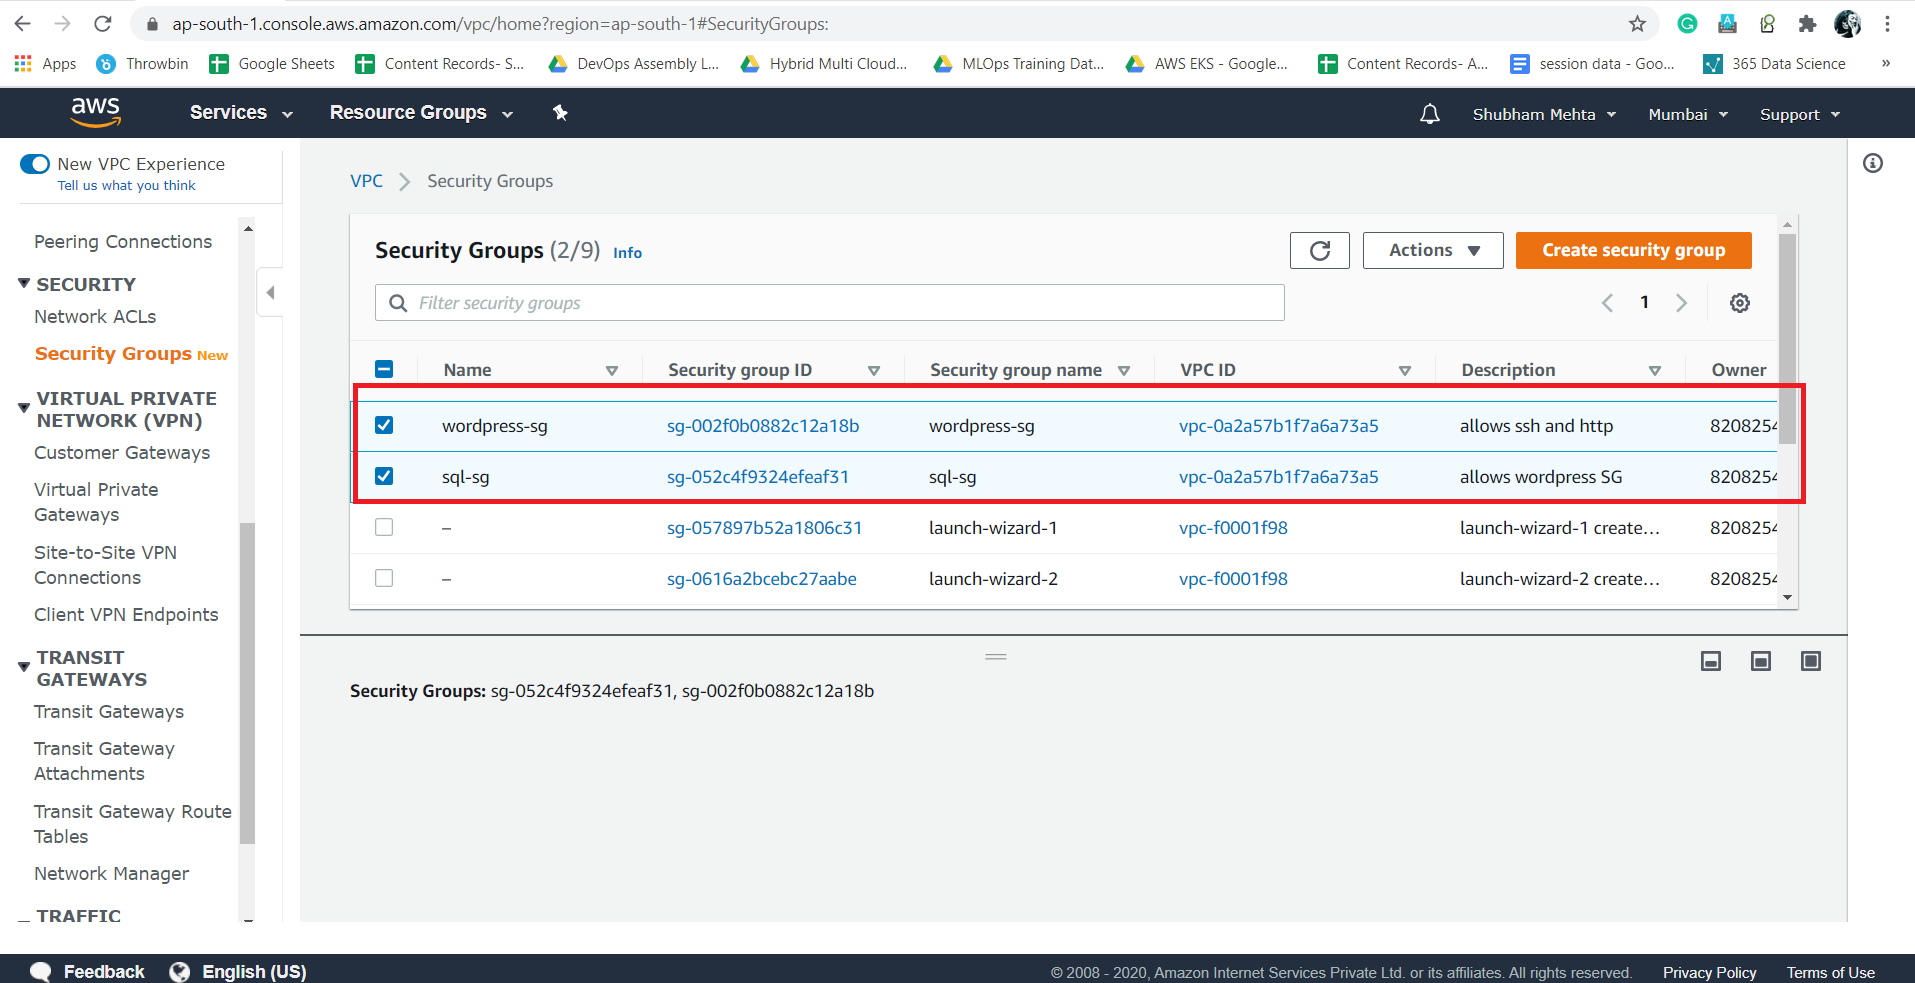 ap-south-1.console.aws.amazon.com/vpc/home?region=ap-south-1#SecurityGroups:
Apps Throwbin Google Sheets Content Records- S... DevOps Assembly L... Hybrid Multi Cloud... MLOps Training Dat... AWS EKS - Google... Content Records- A... session data - Goo... 365 Data Science »
aws Services Resource Groups Shubham Mehta Mumbai Support
New VPC Experience
Tell us what you think
Peering Connections
SECURITY
Network ACLs
Security Groups New
VIRTUAL PRIVATE
NETWORK (VPN)
Customer Gateways
Virtual Private
Gateways
Site-to-Site VPN
Connections
Client VPN Endpoints
TRANSIT
GATEWAYS
Transit Gateways
Transit Gateway
Attachments
Transit Gateway Route
Tables
Network Manager
TRAFFIC
VPC > Security Groups
Security Groups (2/9) Info
Actions
Create security group
Filter security groups
1
Name Security group ID Security group name VPC ID Description Owner
wordpress-sg sg-002f0b0882c12a18b wordpress-sg vpc-0a2a57b1f7a6a73a5 allows ssh and http 8208254
sql-sg sg-052c4f9324efeaf31 sql-sg vpc-0a2a57b1f7a6a73a5 allows wordpress SG 8208254
– sg-057897b52a1806c31 launch-wizard-1 vpc-f0001f98 launch-wizard-1 create... 8208254
– sg-0616a2bcebc27aabe launch-wizard-2 vpc-f0001f98 launch-wizard-2 create... 8208254
Security Groups: sg-052c4f9324efeaf31, sg-002f0b0882c12a18b
Feedback English (US) © 2008 - 2020, Amazon Internet Services Private Ltd. or its affiliates. All rights reserved. Privacy Policy Terms of Use